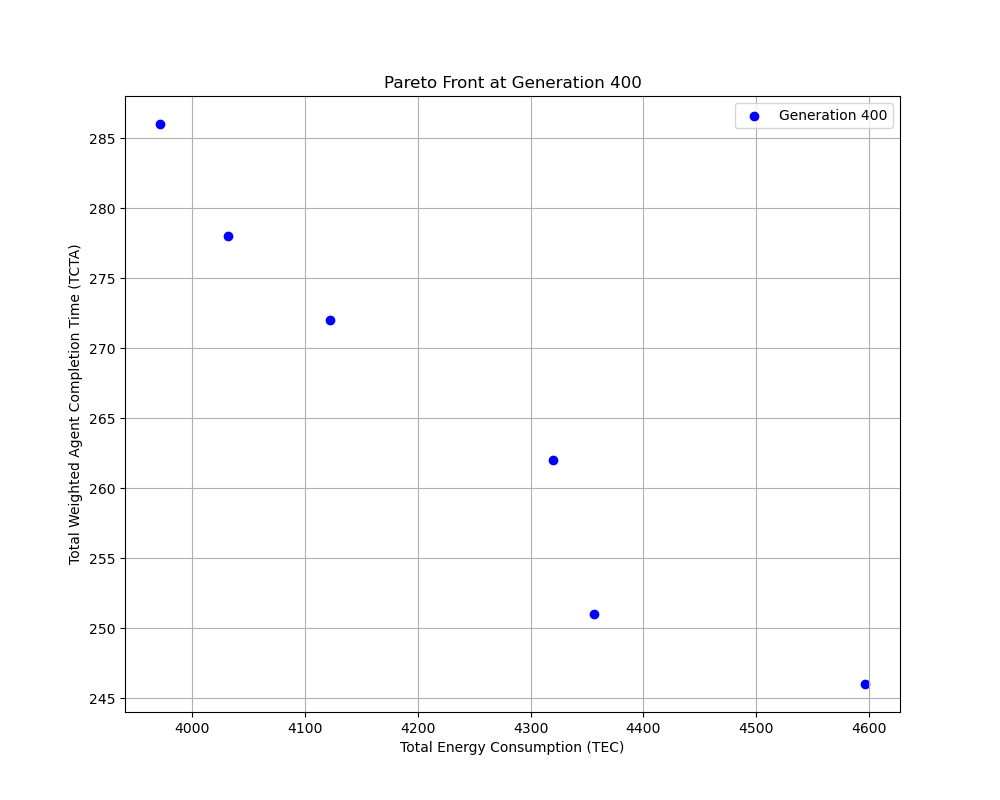 Pareto Front at Generation 400
Generation 400
Total Weighted Agent Completion Time (TCTA)
285
280
275
270
265
260
255
250
245
4000 4100 4200 4300 4400 4500 4600
Total Energy Consumption (TEC)